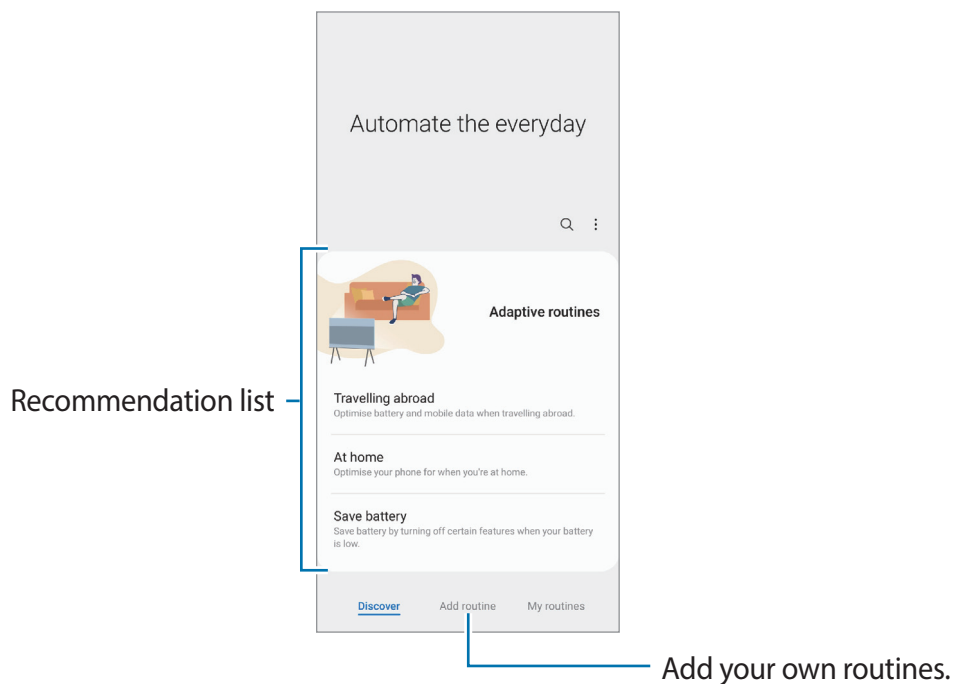 Automate the everyday
Adaptive routines
Recommendation list
Travelling abroad
Optimise battery and mobile data when travelling abroad.
At home
Optimise your phone for when you're at home.
Save battery
Save battery by turning off certain features when your battery
is low.
Discover Add routine My routines
Add your own routines.